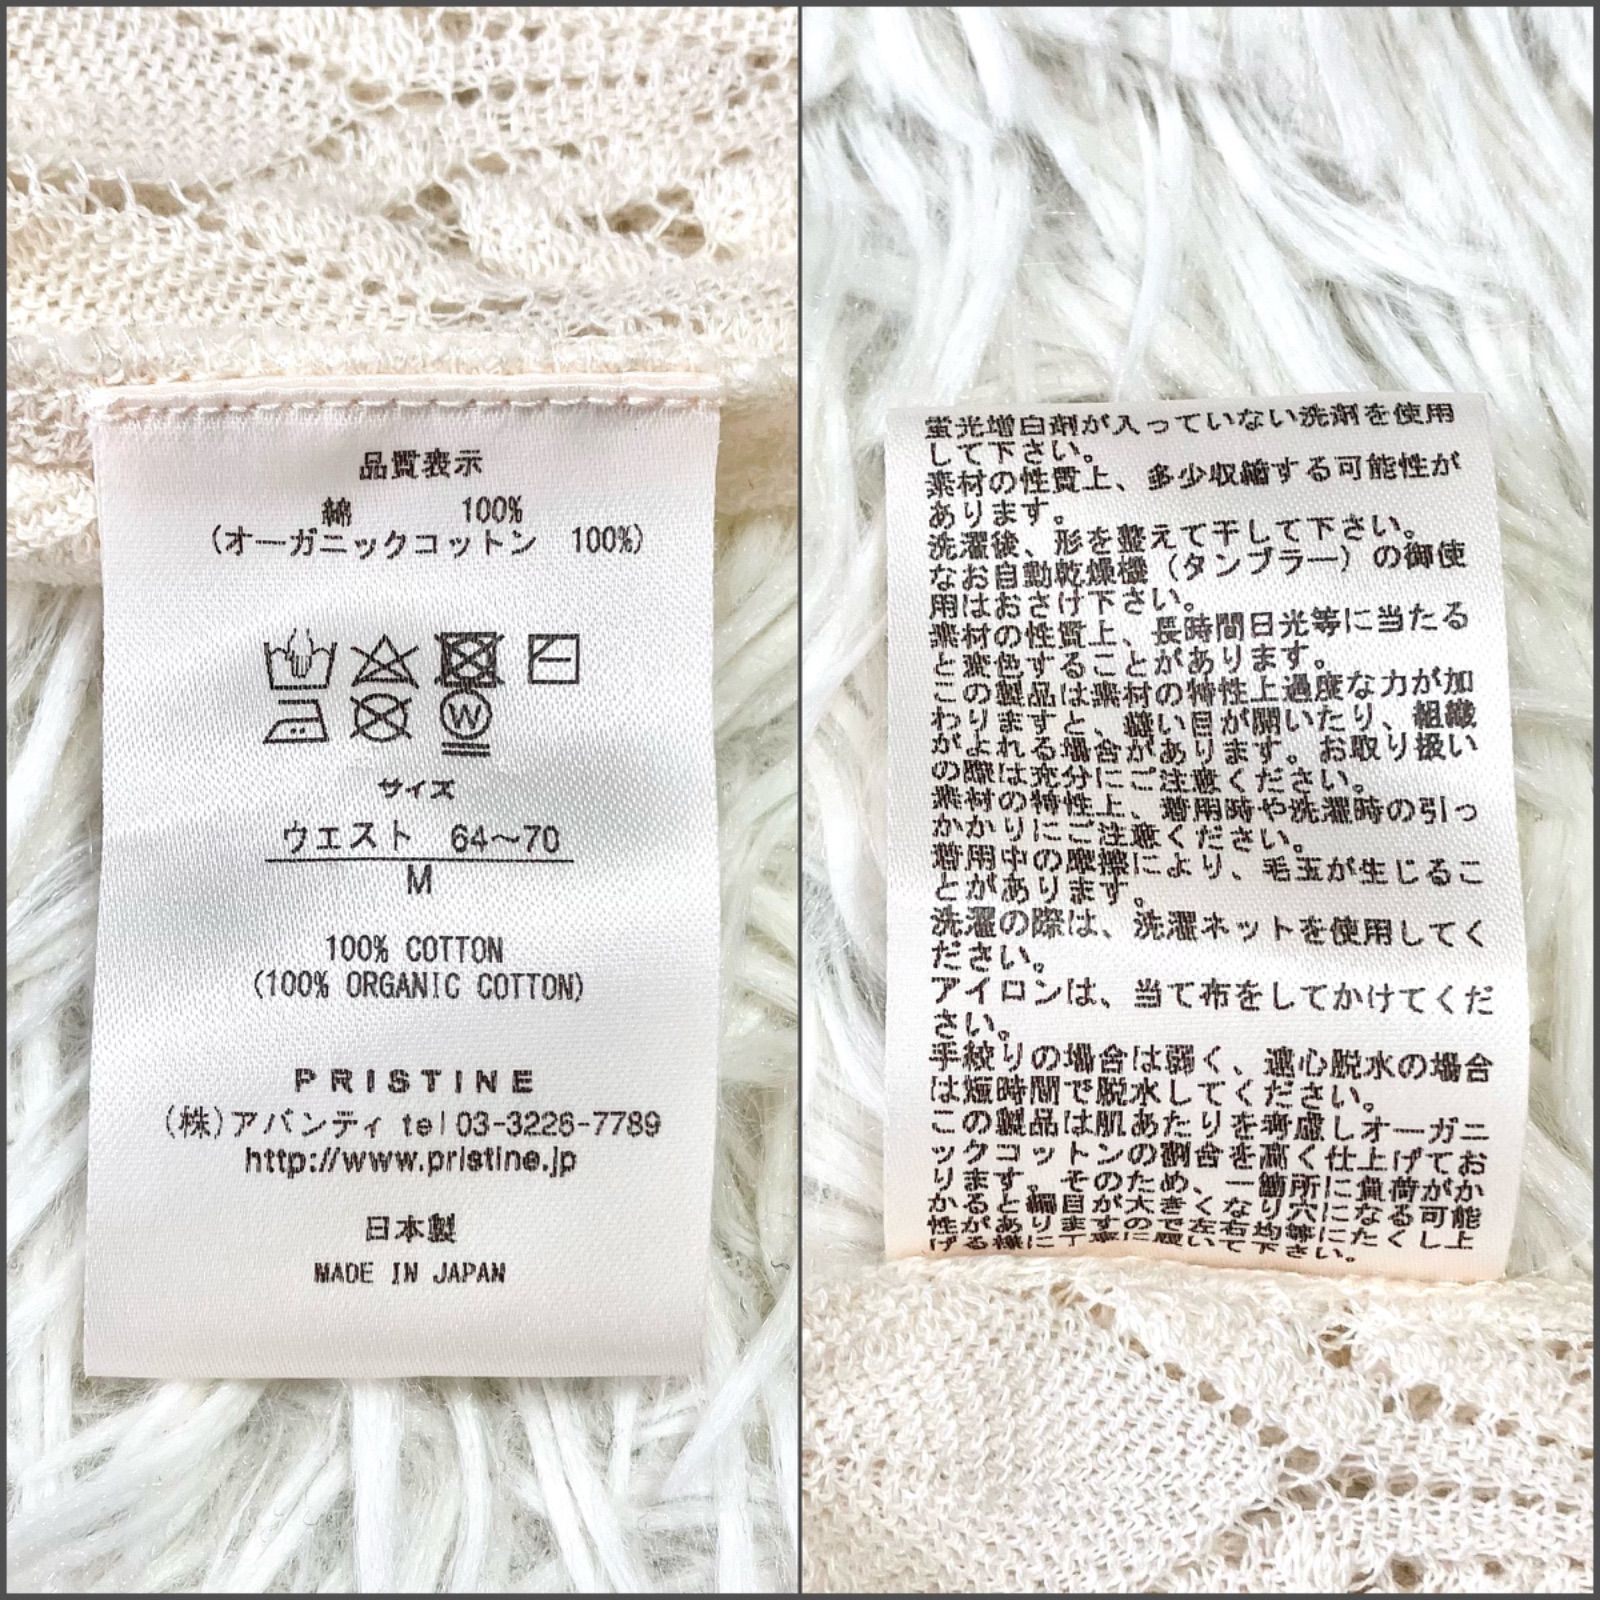 品質表示
綿 100%
(オーガニックコットン 100%)
W
サイズ
ウエスト 64～70
M
100% COTTON
(100% ORGANIC COTTON)
PRISTINE
(株)アバンティ tel 03-3226-7789
http://www.pristine.jp
日本製
MADE IN JAPAN
蛍光増白剤が入っていない洗剤を使用
して下さい。
素材の性質上、多少収縮する可能性が
あります。
洗濯後、形を整えて干して下さい。
なお自動乾燥機（タンブラー）の御使
用はおさけ下さい。
素材の性質上、長時間日光等に当たる
と変色することがあります。
この製品は素材の特性上過度な力が加
わりますと、縫い目が開いたり、組織
がよれる場合があります。お取り扱い
の際は充分にご注意ください。
素材の特性上、着用時や洗濯時の引っ
かかりにご注意ください。
着用中の摩擦により、毛玉が生じるこ
とがあります。
洗濯の際は、洗濯ネットを使用してく
ださい。
アイロンは、当て布をしてかけてくだ
さい。
手絞りの場合は弱く、遠心脱水の場合
は短時間で脱水してください。
この製品は肌あたりを考慮しオーガニ
ックコットンの割合を高く仕上げてお
ります。そのため、一箇所に負荷がか
かると編目が大きくなり穴になる可能
性がありますので左右均等にたくし上
げる様に丁寧に履いて下さい。